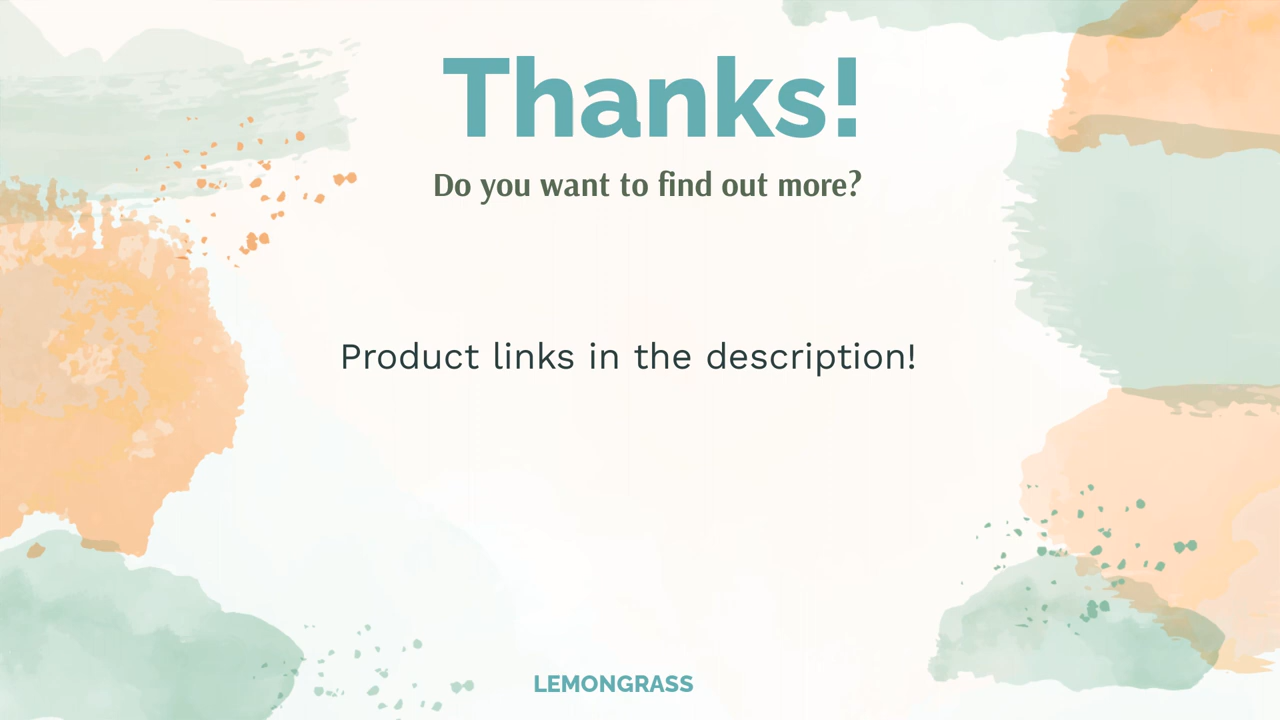 Thanks!
Do you want to find out more?
Product links in the description!
LEMONGRASS